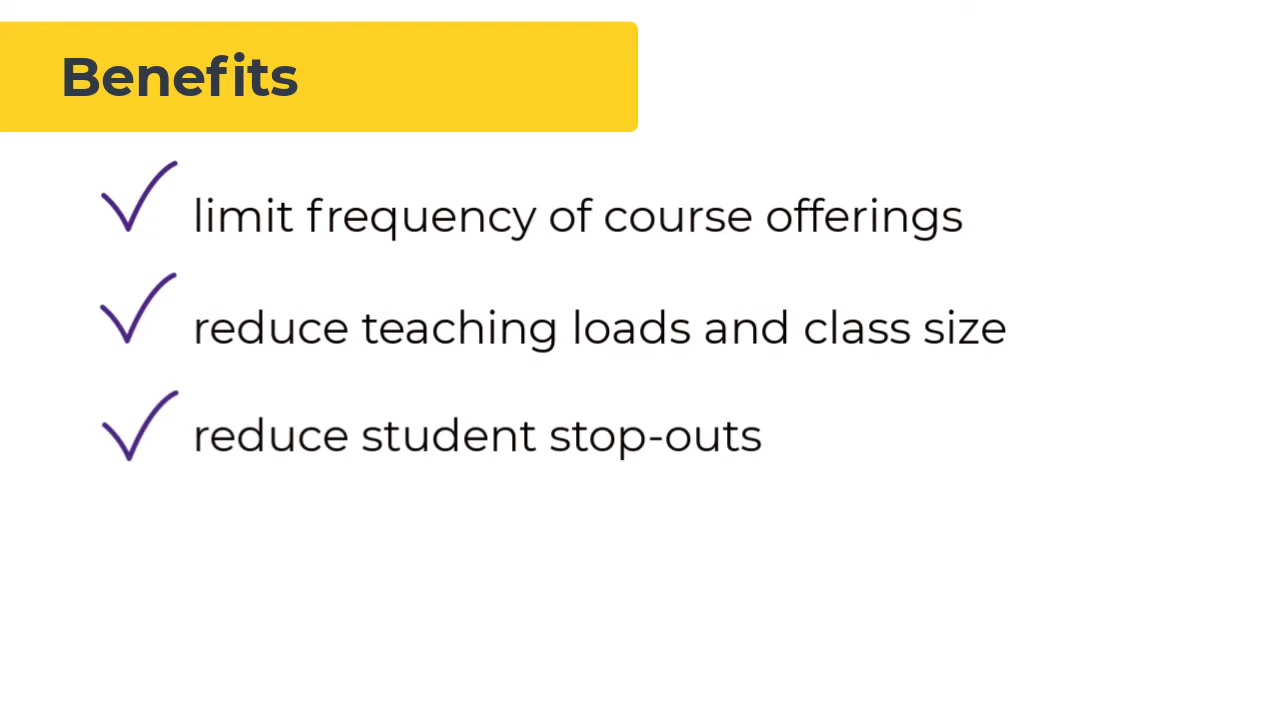 Benefits
limit frequency of course offerings
reduce teaching loads and class size
reduce student stop-outs